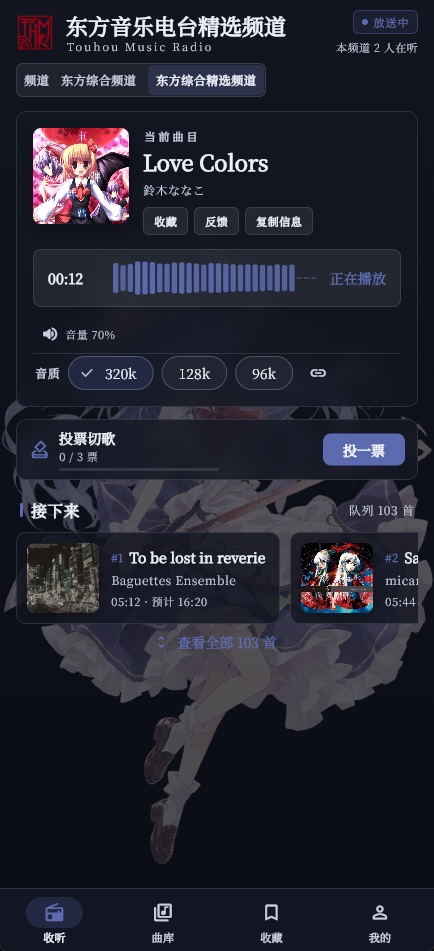 东方音乐电台精选频道
Touhou Music Radio
放送中
本频道 2 人在听
频道 东方综合频道 东方综合精选频道
当前曲目
Love Colors
鈴木ななこ
收藏 反馈 复制信息
00:12 正在播放
音量 70%
音质 320k 128k 96k
投票切歌
0 / 3 票
投一票
接下来 队列 103 首
#1 To be lost in reverie
Baguettes Ensemble
05:12 · 预计 16:20
#2 Sa
micar
05:44
查看全部 103 首
收听 曲库 收藏 我的